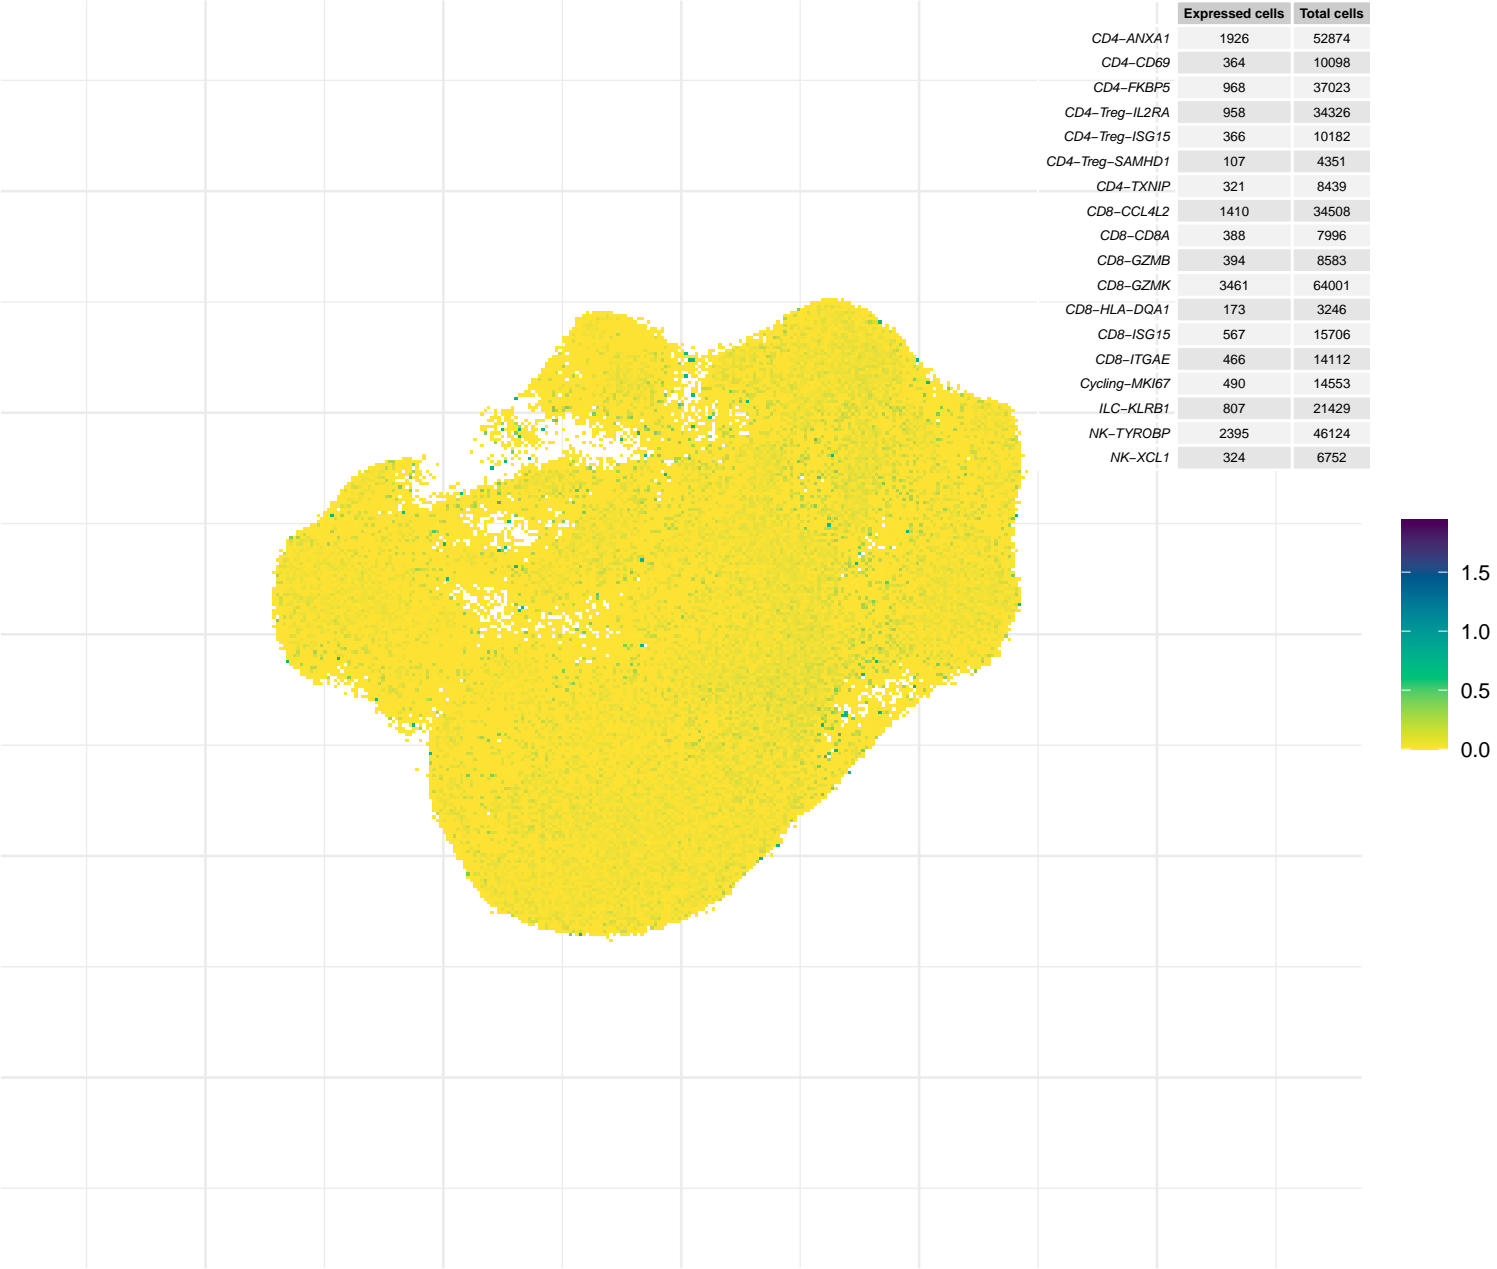 Expressed cells Total cells
CD4−ANXA1 1926 52874
CD4−CD69 364 10098
CD4−FKBP5 968 37023
CD4−Treg−IL2RA 958 34326
CD4−Treg−ISG15 366 10182
CD4−Treg−SAMHD1 107 4351
CD4−TXNIP 321 8439
CD8−CCL4L2 1410 34508
CD8−CD8A 388 7996
CD8−GZMB 394 8583
CD8−GZMK 3461 64001
CD8−HLA−DQA1 173 3246
CD8−ISG15 567 15706
CD8−ITGAE 466 14112
Cycling−MKI67 490 14553
ILC−KLRB1 807 21429
NK−TYROBP 2395 46124
NK−XCL1 324 6752
1.5
1.0
0.5
0.0